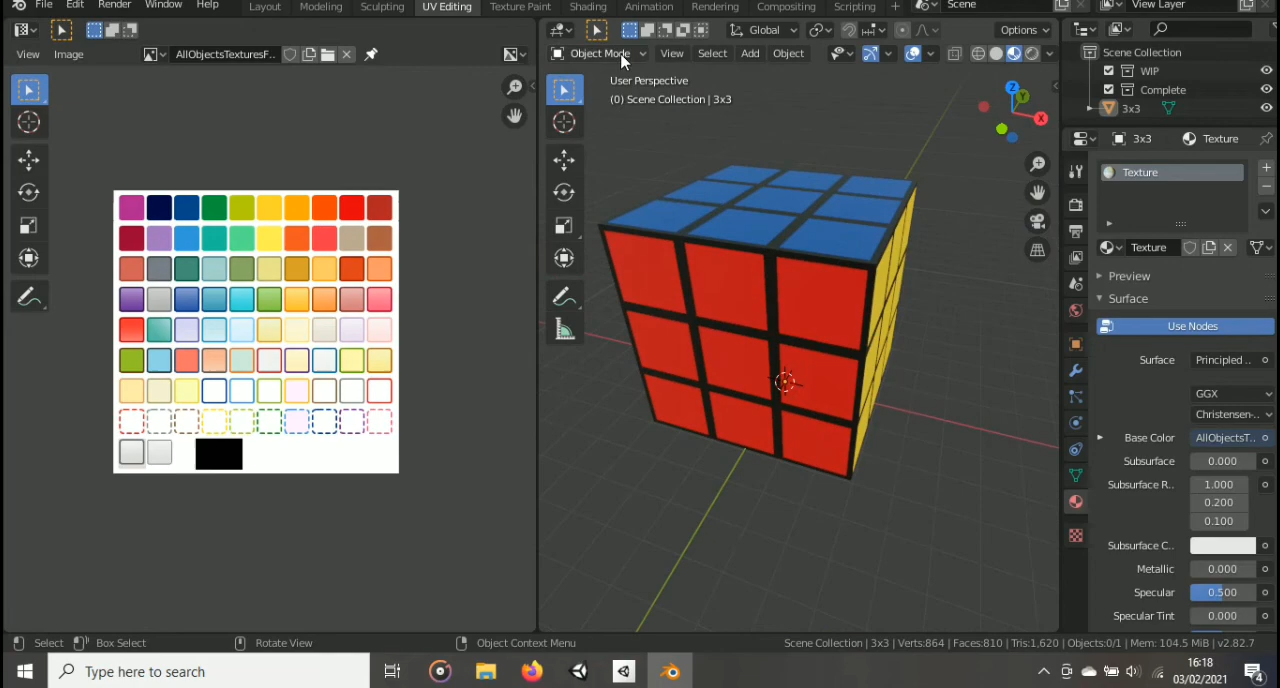 File Edit Render Window Help Layout Modeling Sculpting UV Editing Texture Paint Shading Animation Rendering Compositing Scripting + Scene View Layer
Global Options
View Image AllObjectsTexturesF.. Object Mode View Select Add Object
User Perspective
(0) Scene Collection | 3x3
Z
Y
X
Scene Collection
WIP
Complete
3x3
3x3 Texture
Texture
Texture
Preview
Surface
Use Nodes
Surface Principled ..
GGX
Christensen-..
Base Color AllObjectsT..
Subsurface 0.000
Subsurface R.. 1.000
0.200
0.100
Subsurface C..
Metallic 0.000
Specular 0.500
Specular Tint 0.000
Select Box Select Rotate View Object Context Menu Scene Collection | 3x3 | Verts:864 | Faces:810 | Tris:1,620 | Objects:0/1 | Mem: 104.5 MiB | v2.82.7
Type here to search
16:18
03/02/2021
4